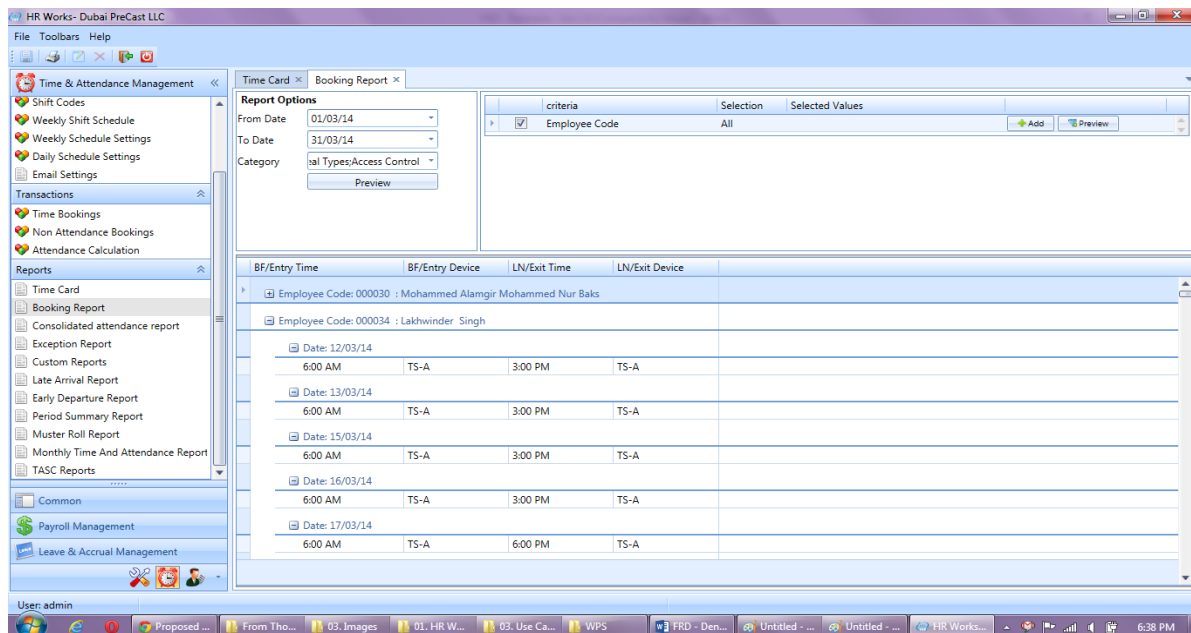 HR Works- Dubai PreCast LLC
File Toolbars Help
Time & Attendance Management «
Shift Codes
Weekly Shift Schedule
Weekly Schedule Settings
Daily Schedule Settings
Email Settings
Transactions
Time Bookings
Non Attendance Bookings
Attendance Calculation
Reports
Time Card
Booking Report
Consolidated attendance report
Exception Report
Custom Reports
Late Arrival Report
Early Departure Report
Period Summary Report
Muster Roll Report
Monthly Time And Attendance Report
TASC Reports
Common
Payroll Management
Leave & Accrual Management
Time Card × Booking Report ×
Report Options
From Date 01/03/14
To Date 31/03/14
Category al Types;Access Control
Preview
criteria Selection Selected Values
Employee Code All Add Preview
BF/Entry Time BF/Entry Device LN/Exit Time LN/Exit Device
Employee Code: 000030 : Mohammed Alamgir Mohammed Nur Baks
Employee Code: 000034 : Lakhwinder Singh
Date: 12/03/14
6:00 AM TS-A 3:00 PM TS-A
Date: 13/03/14
6:00 AM TS-A 3:00 PM TS-A
Date: 15/03/14
6:00 AM TS-A 3:00 PM TS-A
Date: 16/03/14
6:00 AM TS-A 3:00 PM TS-A
Date: 17/03/14
6:00 AM TS-A 6:00 PM TS-A
User: admin
Proposed ... From Tho... 03. Images 01. HR W... 03. Use Ca... WPS FRD - Den... Untitled - ... Untitled - ... HR Works... 6:38 PM